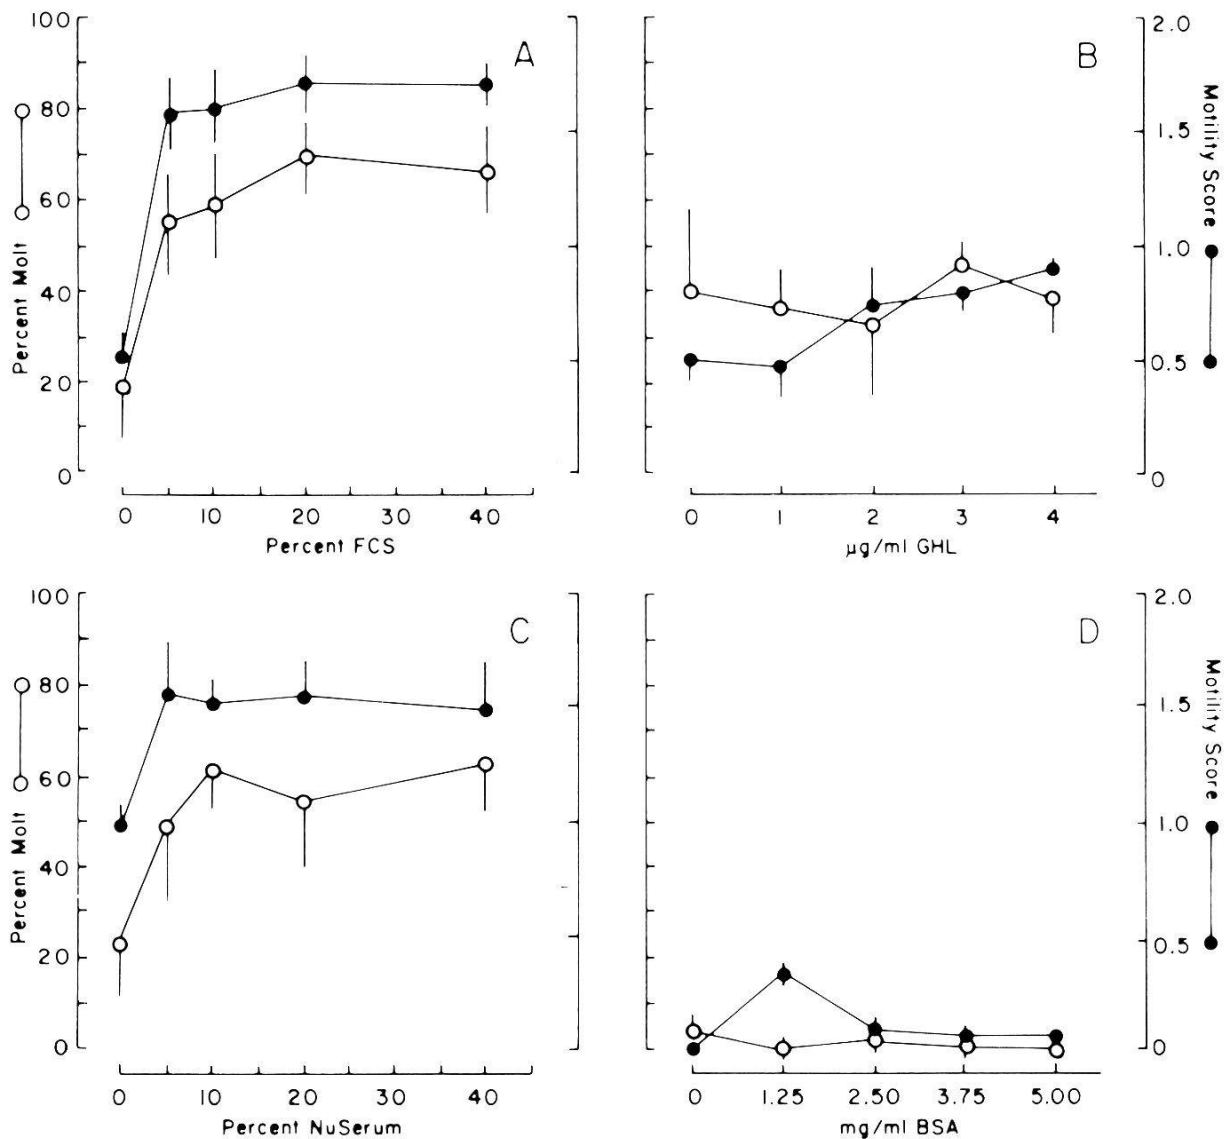 A
100
80
60
40
20
0
Percent Molt
0 10 20 30 40
Percent FCS
B
2.0
1.5
1.0
0.5
0
Motility Score
0 1 2 3 4
µg/ml GHL
C
100
80
60
40
20
0
Percent Molt
0 10 20 30 40
Percent NuSerum
D
2.0
1.5
1.0
0.5
0
Motility Score
0 1.25 2.50 3.75 5.00
mg/ml BSA